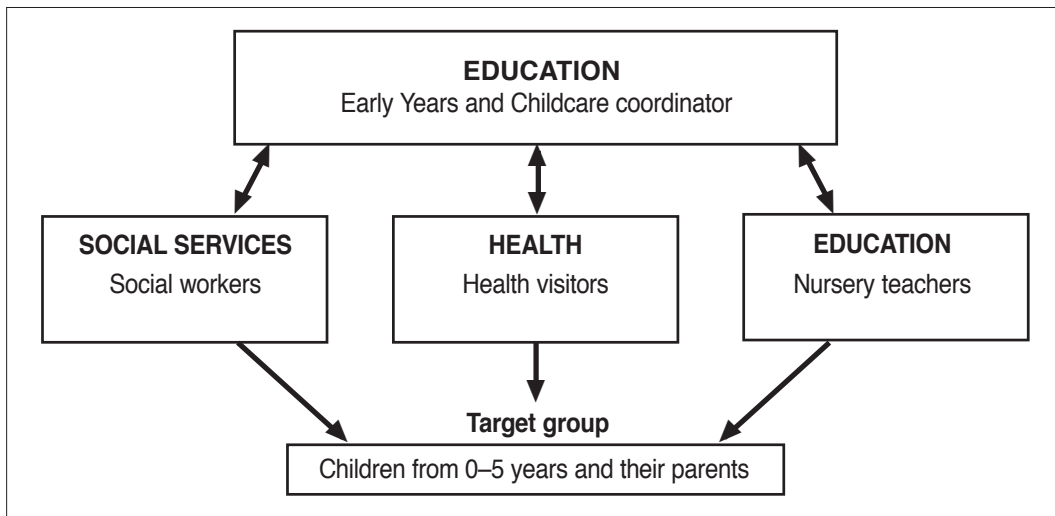 EDUCATION
Early Years and Childcare coordinator
SOCIAL SERVICES
Social workers
HEALTH
Health visitors
EDUCATION
Nursery teachers
Target group
Children from 0–5 years and their parents